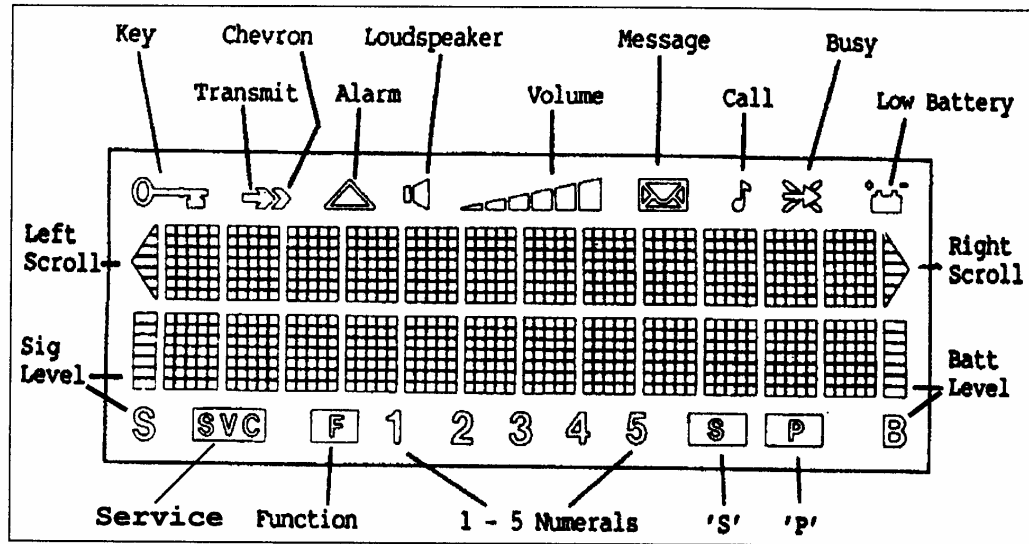 Key Chevron Loudspeaker Message Busy
Transmit Alarm Volume Call Low Battery
Left
Scroll
Right
Scroll
Sig
Level
Batt
Level
S SVC F 1 2 3 4 5 S P B
Service Function 1 - 5 Numerals 'S' 'P'